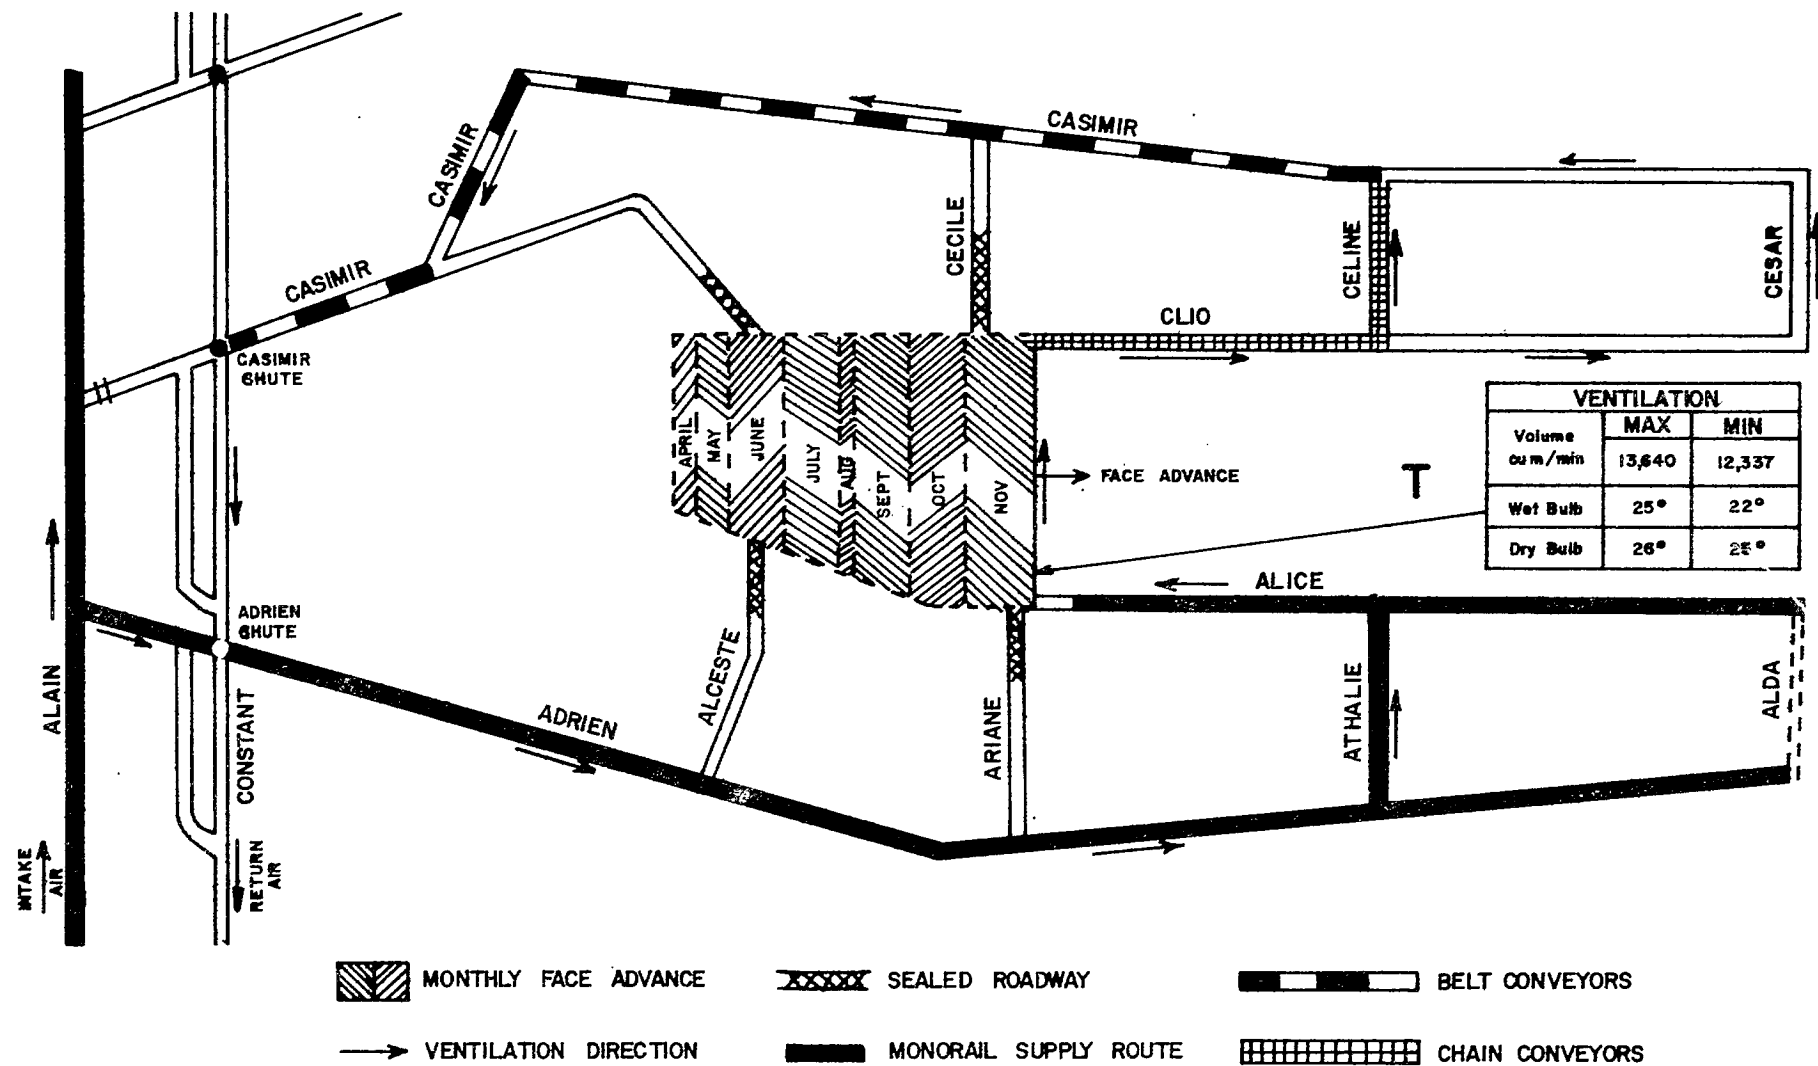 CASIMIR
CASIMIR
CASIMIR
CASIMIR
GHUTE
CECILE
CELINE
CESAR
CLIO
APRIL
MAY
JUNE
JULY
AUG
SEPT
OCT
NOV
FACE ADVANCE
T
VENTILATION
Volume
cu m/min
MAX
MIN
13,640
12,337
Wet Bulb
25°
22°
Dry Bulb
26°
25°
ALICE
ADRIEN
GHUTE
ALAIN
CONSTANT
ADRIEN
ALCESTE
ARIANE
ATHALIE
ALDA
INTAKE
AIR
RETURN
AIR
MONTHLY FACE ADVANCE
SEALED ROADWAY
BELT CONVEYORS
VENTILATION DIRECTION
MONORAIL SUPPLY ROUTE
CHAIN CONVEYORS